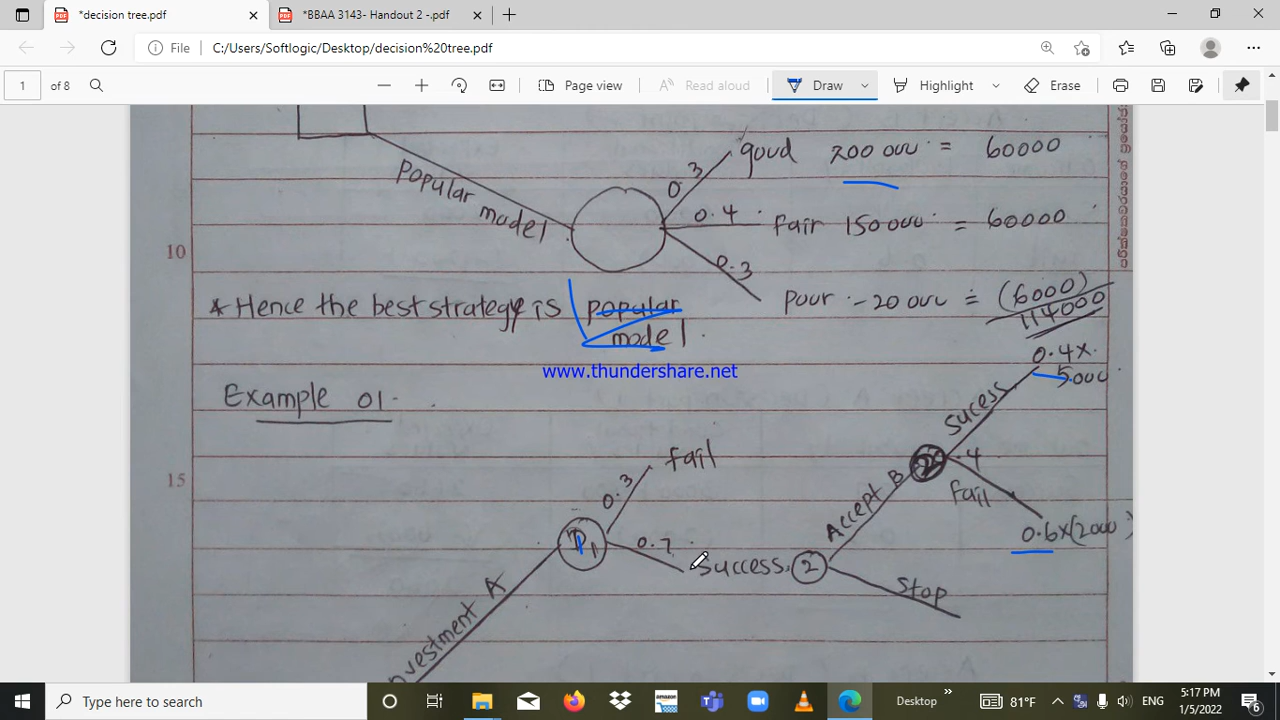 *decision tree.pdf
*BBAA 3143- Handout 2 -.pdf
File
C:/Users/Softlogic/Desktop/decision%20tree.pdf
1 of 8
Page view
Read aloud
Draw
Highlight
Erase
Popular model
0.3 good 200 000 = 60000
0.4 fair 150 000 = 60000
0.3 poor -20 000 = (6000)
114000
10
* Hence the best strategy is popular
model.
www.thundershare.net
Example 01.
15
nvestment A
0.3 fail
0.7 Success. 2
Accept B
Stop
Sucess 0.4x
5000
.4
fail
0.6x(2000)
Type here to search
Desktop
81°F
ENG
5:17 PM
1/5/2022
6